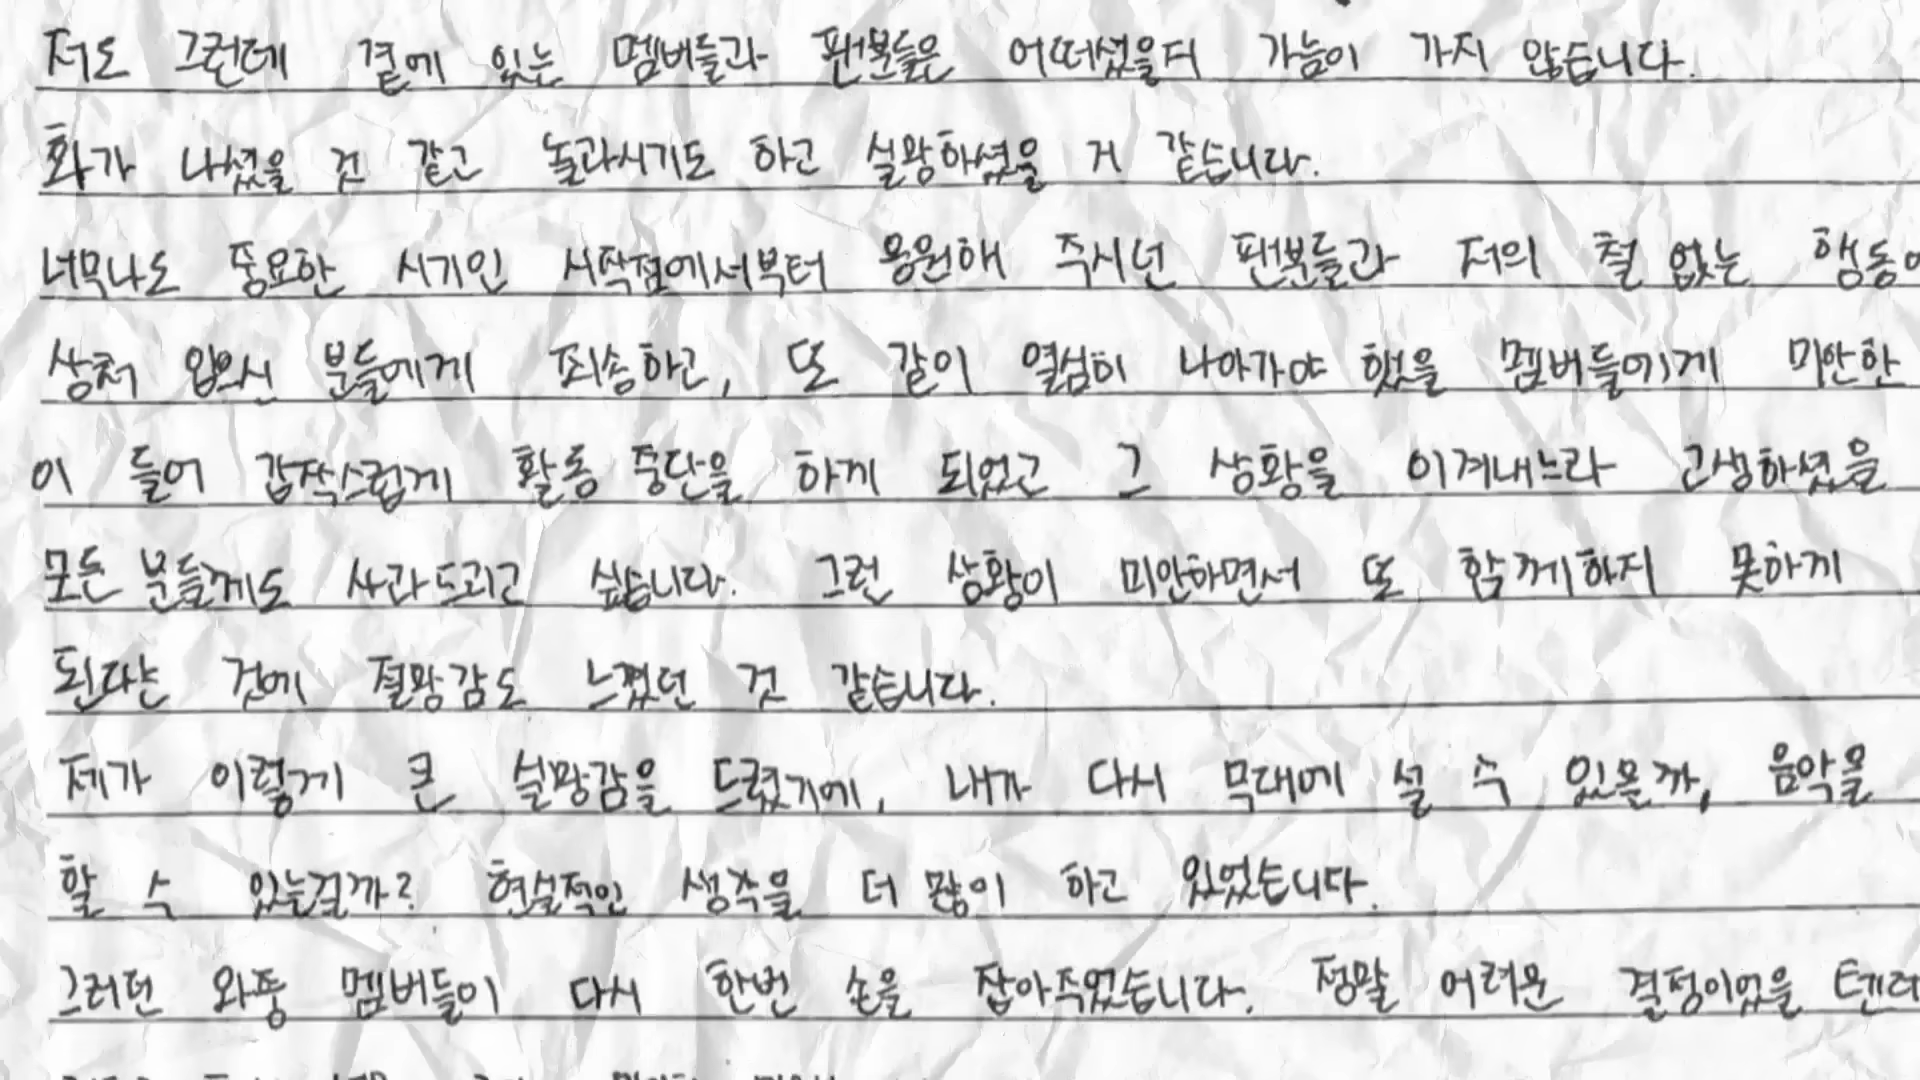 저도 그런데 곁에 있는 멤버들과 팬분들은 어떠셨을지 가늠이 가지 않습니다.
화가 나셨을 것 같고 놀라시기도 하고 실망하셨을 거 같습니다.
너무나도 중요한 시기인 시작점에서부터 응원해 주시던 팬분들과 저의 철 없는 행동에
상처 입으신 분들에게 죄송하고, 또 같이 열심히 나아가야 했을 멤버들에게 미안한
이 들어 갑작스럽게 활동 중단을 하게 되었고 그 상황을 이겨내느라 고생하셨을
모든 분들께도 사과드리고 싶습니다. 그런 상황이 미안하면서 또 함께하지 못하게
된다는 것에 절망감도 느꼈던 것 같습니다.
제가 이렇게 큰 실망감을 드렸기에, 내가 다시 무대에 설 수 있을까, 음악을
할 수 있는걸까? 현실적인 생각을 더 많이 하고 있었습니다.
그러던 와중 멤버들이 다시 한번 손을 잡아주었습니다. 정말 어려운 결정이었을 텐데